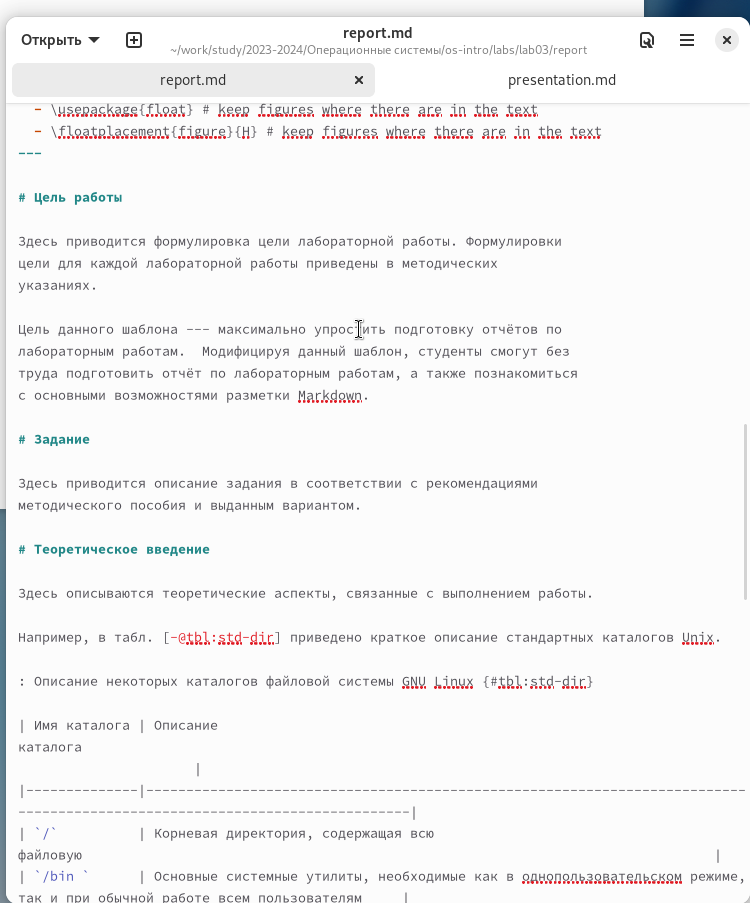 Открыть
report.md
~/work/study/2023-2024/Операционные системы/os-intro/labs/lab03/report
report.md
presentation.md
- \usepackage{float} # keep figures where there are in the text
- \floatplacement{figure}{H} # keep figures where there are in the text
---
# Цель работы
Здесь приводится формулировка цели лабораторной работы. Формулировки
цели для каждой лабораторной работы приведены в методических
указаниях.
Цель данного шаблона --- максимально упростить подготовку отчётов по
лабораторным работам.  Модифицируя данный шаблон, студенты смогут без
труда подготовить отчёт по лабораторным работам, а также познакомиться
с основными возможностями разметки Markdown.
# Задание
Здесь приводится описание задания в соответствии с рекомендациями
методического пособия и выданным вариантом.
# Теоретическое введение
Здесь описываются теоретические аспекты, связанные с выполнением работы.
Например, в табл. [-@tbl:std-dir] приведено краткое описание стандартных каталогов Unix.
: Описание некоторых каталогов файловой системы GNU Linux {#tbl:std-dir}
| Имя каталога | Описание
каталога
|
|--------------|---------------------------------------------------------------------------
-------------------------------------------------|
| `/`          | Корневая директория, содержащая всю
файловую |
| `/bin `      | Основные системные утилиты, необходимые как в однопользовательском режиме,
так и при обычной работе всем пользователям     |